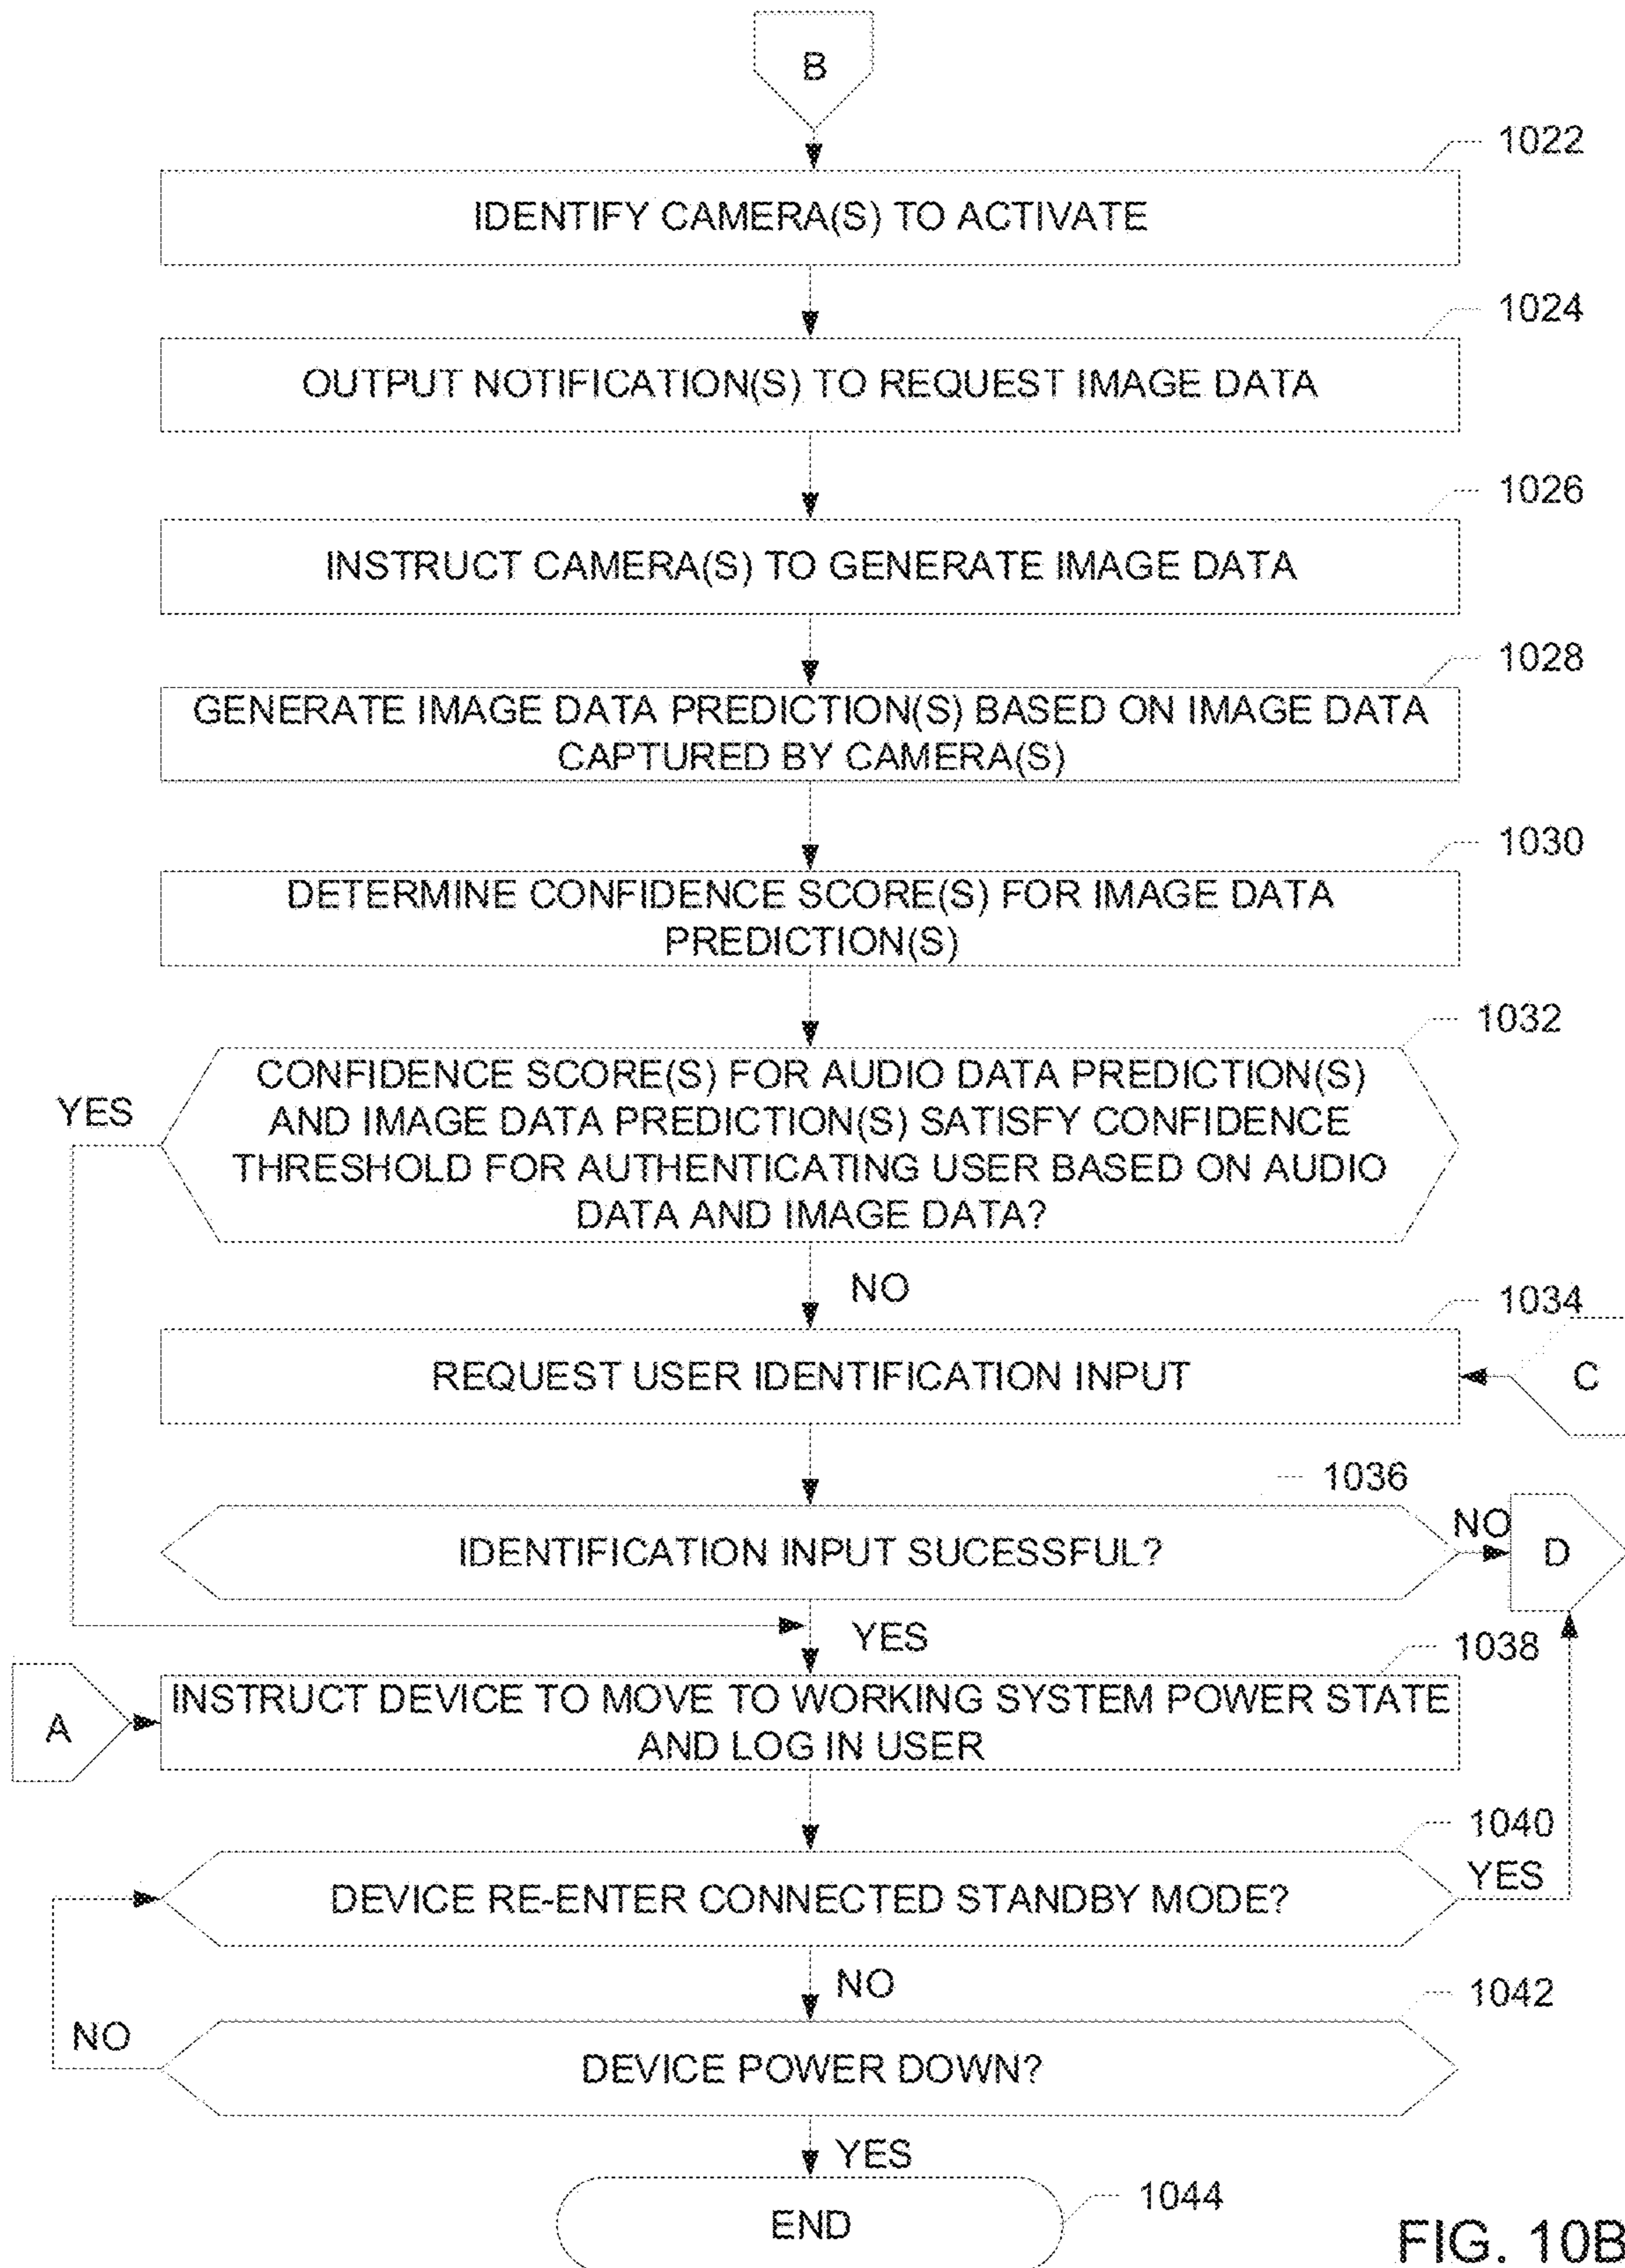 B
1022
IDENTIFY CAMERA(S) TO ACTIVATE
1024
OUTPUT NOTIFICATION(S) TO REQUEST IMAGE DATA
1026
INSTRUCT CAMERA(S) TO GENERATE IMAGE DATA
1028
GENERATE IMAGE DATA PREDICTION(S) BASED ON IMAGE DATA
CAPTURED BY CAMERA(S)
1030
DETERMINE CONFIDENCE SCORE(S) FOR IMAGE DATA
PREDICTION(S)
1032
YES
CONFIDENCE SCORE(S) FOR AUDIO DATA PREDICTION(S)
AND IMAGE DATA PREDICTION(S) SATISFY CONFIDENCE
THRESHOLD FOR AUTHENTICATING USER BASED ON AUDIO
DATA AND IMAGE DATA?
NO
1034
REQUEST USER IDENTIFICATION INPUT
C
1036
IDENTIFICATION INPUT SUCESSFUL?
NO
D
YES
1038
A
INSTRUCT DEVICE TO MOVE TO WORKING SYSTEM POWER STATE
AND LOG IN USER
1040
DEVICE RE-ENTER CONNECTED STANDBY MODE?
YES
NO
1042
NO
DEVICE POWER DOWN?
YES
1044
END
FIG. 10B